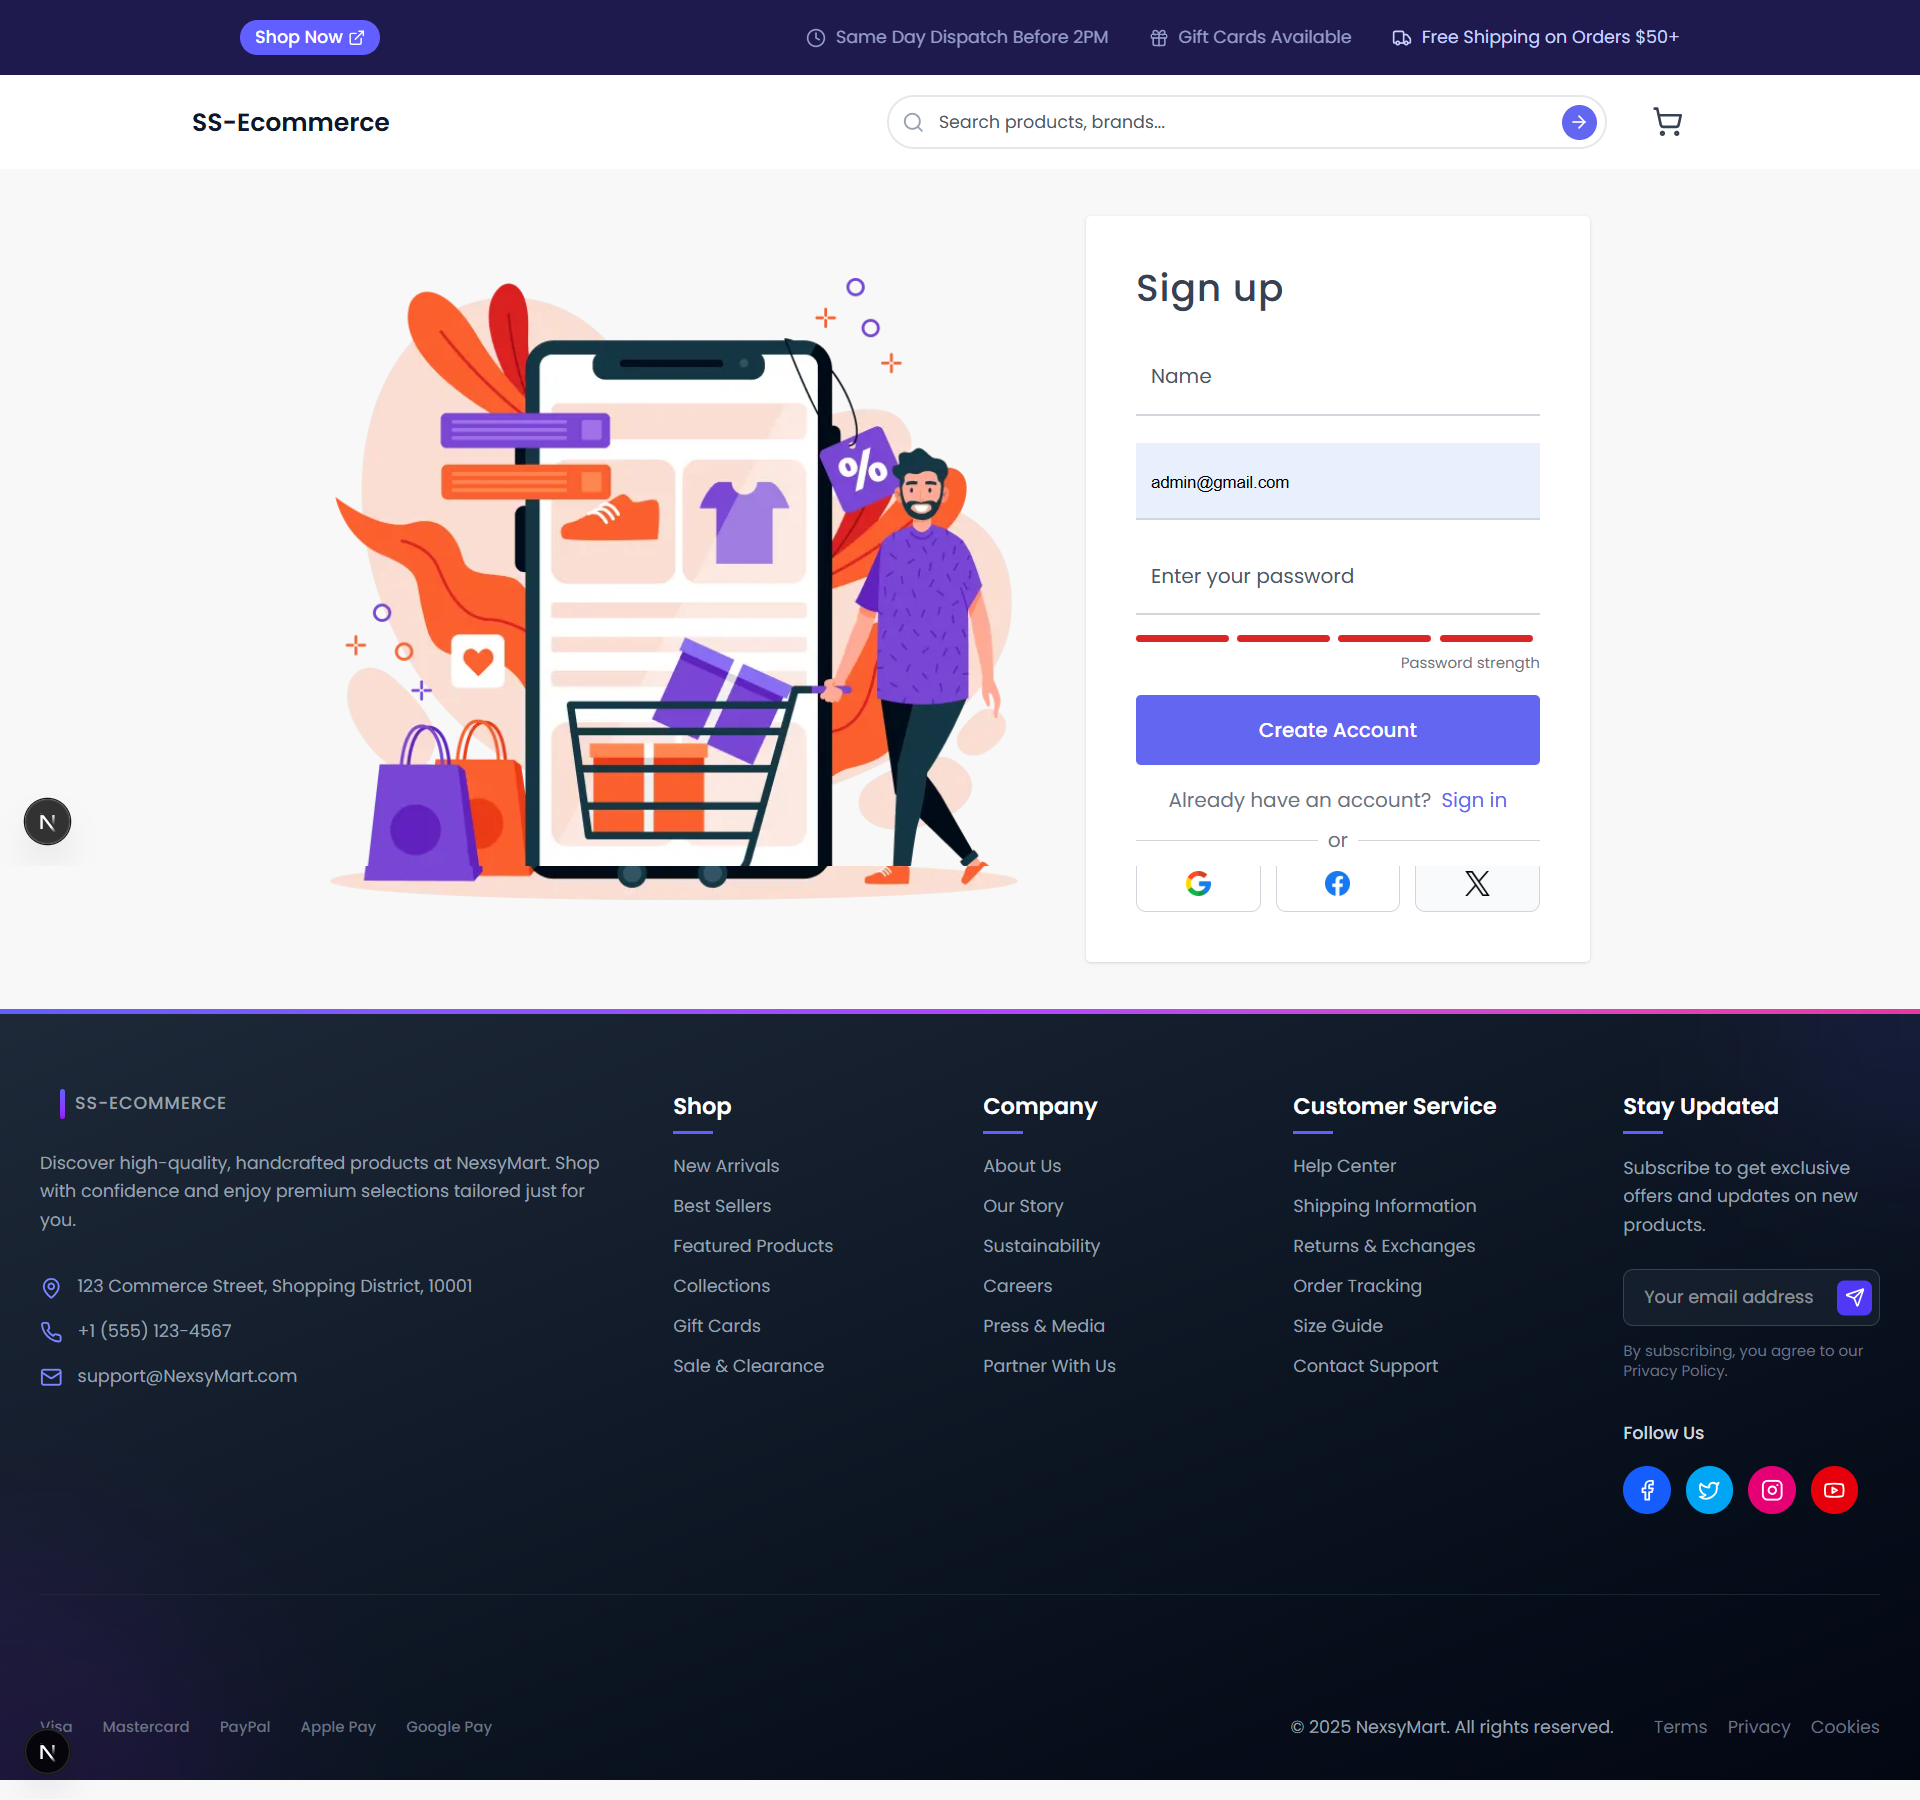 Shop Now
Same Day Dispatch Before 2PM
Gift Cards Available
Free Shipping on Orders $50+
SS-Ecommerce
Search products, brands...
%
Sign up
Name
admin@gmail.com
Enter your password
Password strength
Create Account
Already have an account? Sign in
or
N
SS-ECOMMERCE
Discover high-quality, handcrafted products at NexsyMart. Shop
with confidence and enjoy premium selections tailored just for
you.
123 Commerce Street, Shopping District, 10001
+1 (555) 123-4567
support@NexsyMart.com
Shop
New Arrivals
Best Sellers
Featured Products
Collections
Gift Cards
Sale & Clearance
Company
About Us
Our Story
Sustainability
Careers
Press & Media
Partner With Us
Customer Service
Help Center
Shipping Information
Returns & Exchanges
Order Tracking
Size Guide
Contact Support
Stay Updated
Subscribe to get exclusive
offers and updates on new
products.
Your email address
By subscribing, you agree to our
Privacy Policy.
Follow Us
Visa
Mastercard
PayPal
Apple Pay
Google Pay
N
© 2025 NexsyMart. All rights reserved.
Terms
Privacy
Cookies